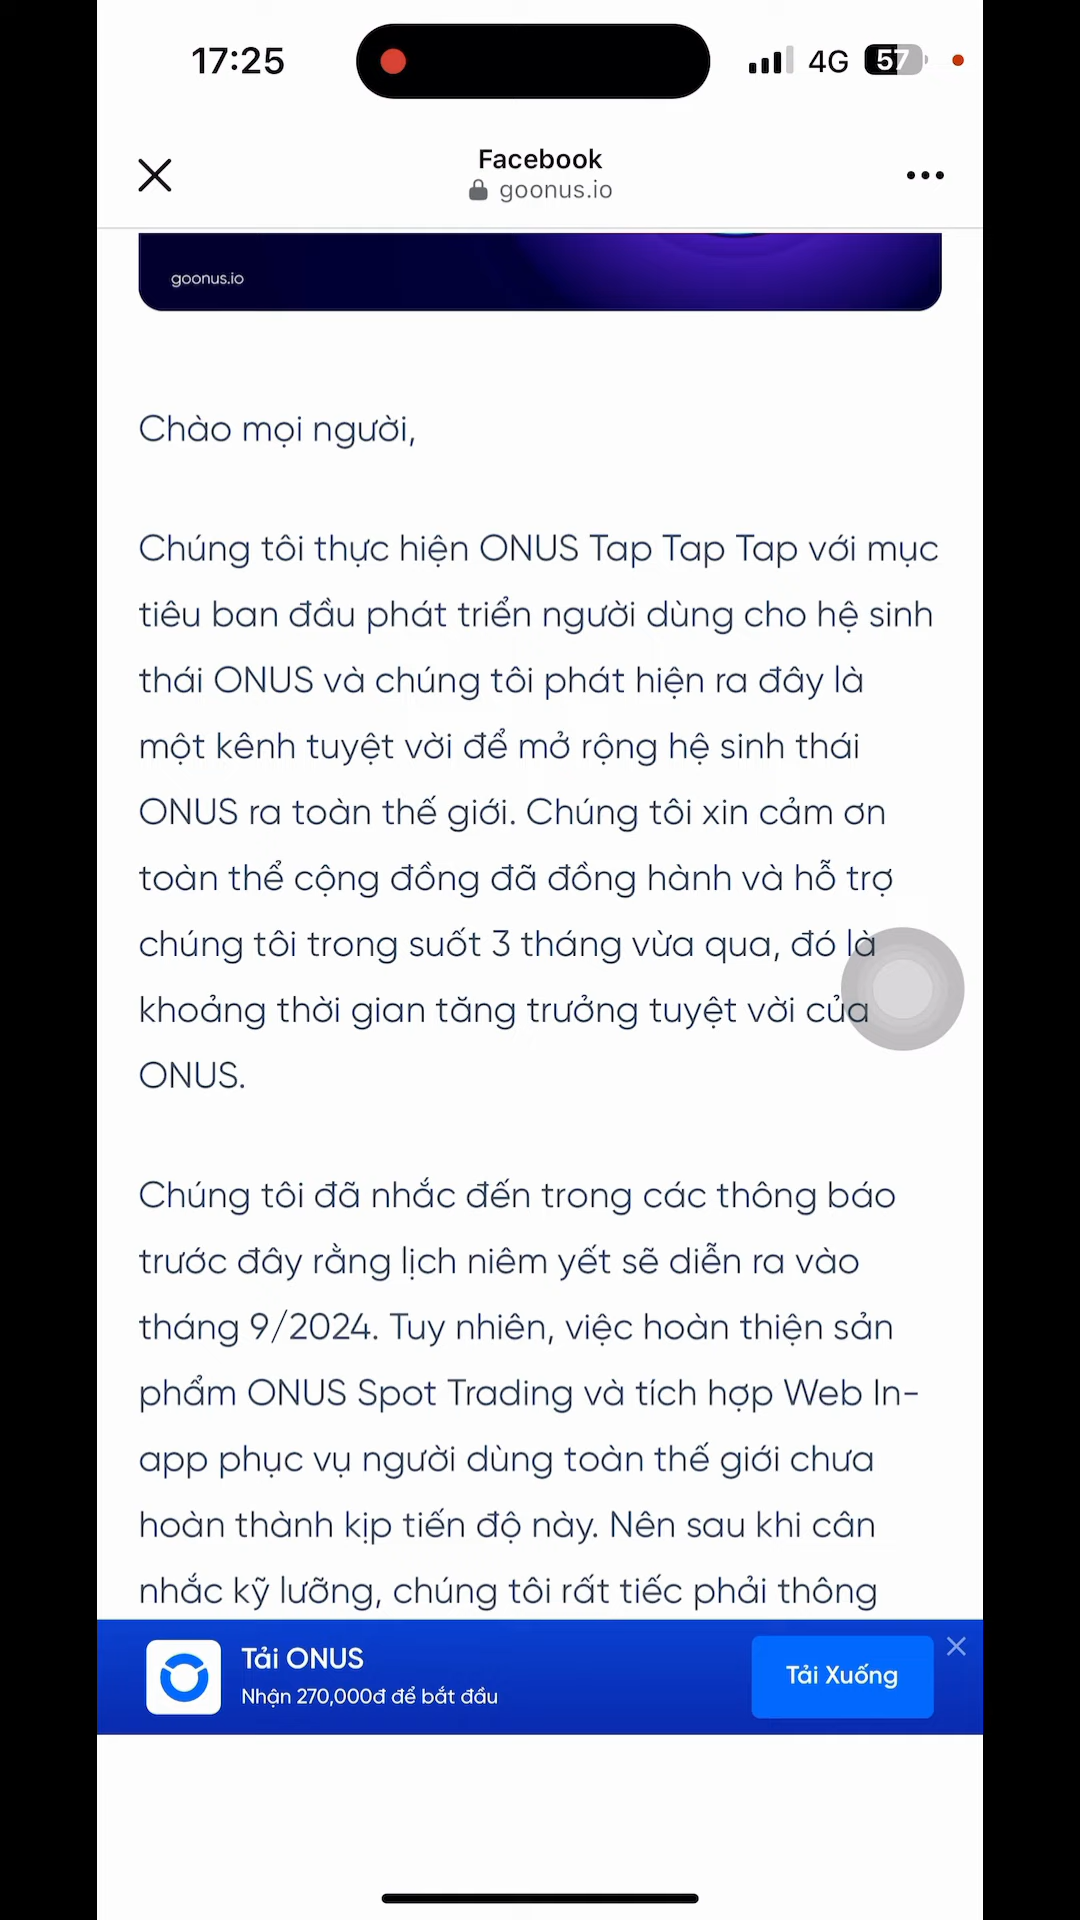 17:25
4G
57
Facebook
goonus.io
goonus.io
Chào mọi người,
Chúng tôi thực hiện ONUS Tap Tap Tap với mục
tiêu ban đầu phát triển người dùng cho hệ sinh
thái ONUS và chúng tôi phát hiện ra đây là
một kênh tuyệt vời để mở rộng hệ sinh thái
ONUS ra toàn thế giới. Chúng tôi xin cảm ơn
toàn thể cộng đồng đã đồng hành và hỗ trợ
chúng tôi trong suốt 3 tháng vừa qua, đó là
khoảng thời gian tăng trưởng tuyệt vời của
ONUS.
Chúng tôi đã nhắc đến trong các thông báo
trước đây rằng lịch niêm yết sẽ diễn ra vào
tháng 9/2024. Tuy nhiên, việc hoàn thiện sản
phẩm ONUS Spot Trading và tích hợp Web In-
app phục vụ người dùng toàn thế giới chưa
hoàn thành kịp tiến độ này. Nên sau khi cân
nhắc kỹ lưỡng, chúng tôi rất tiếc phải thông
Tải ONUS
Nhận 270,000đ để bắt đầu
Tải Xuống